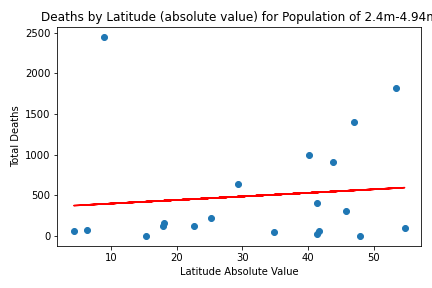 Deaths by Latitude (absolute value) for Population of 2.4m-4.94m
2500
2000
1500
1000
500
0
Total Deaths
10 20 30 40 50
Latitude Absolute Value